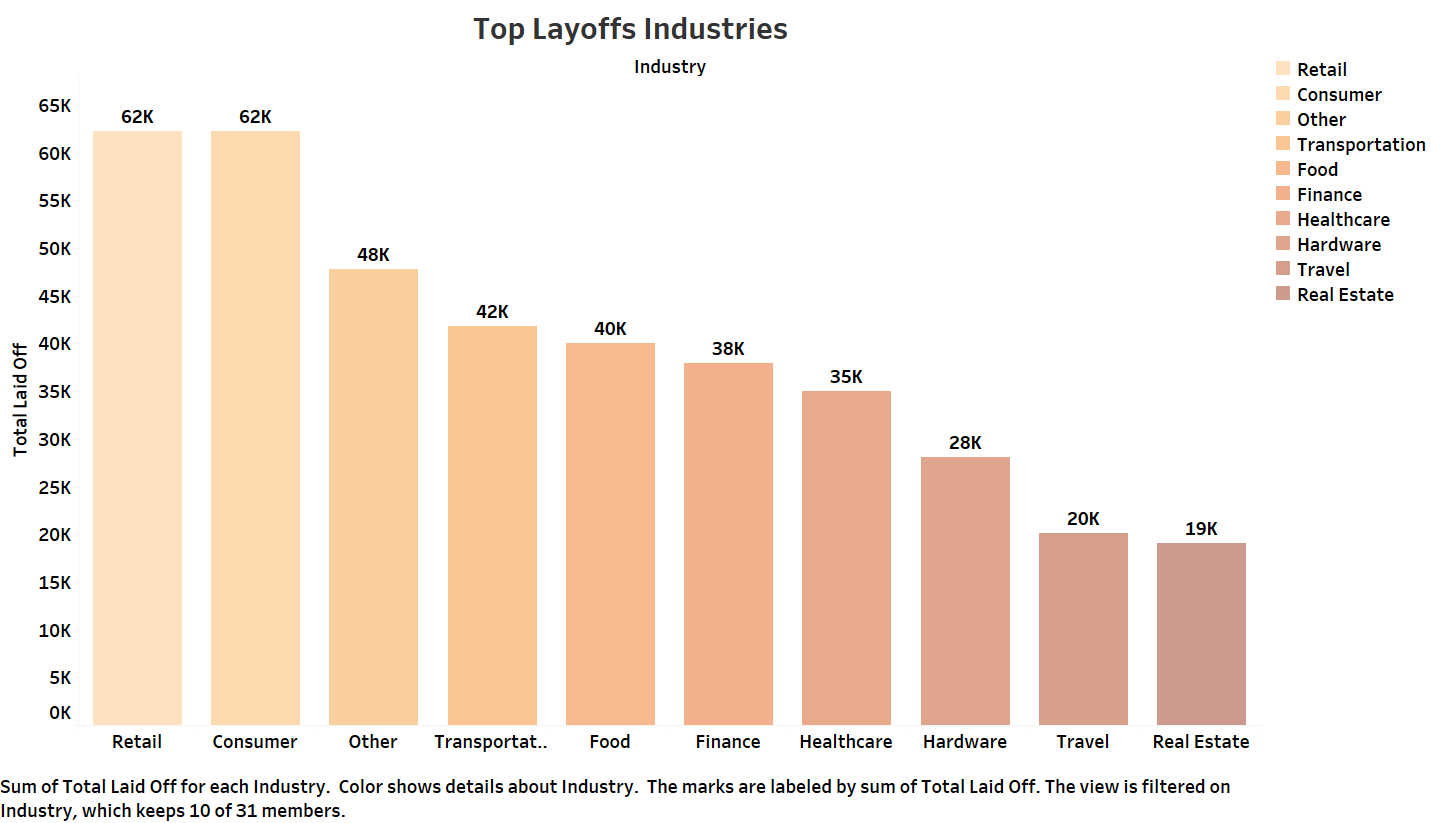 Top Layoffs Industries
Industry
Retail
Consumer
Other
Transportation
Food
Finance
Healthcare
Hardware
Travel
Real Estate
Total Laid Off
65K
60K
55K
50K
45K
40K
35K
30K
25K
20K
15K
10K
5K
0K
62K
62K
48K
42K
40K
38K
35K
28K
20K
19K
Retail
Consumer
Other
Transportat..
Food
Finance
Healthcare
Hardware
Travel
Real Estate
Sum of Total Laid Off for each Industry.  Color shows details about Industry.  The marks are labeled by sum of Total Laid Off. The view is filtered on
Industry, which keeps 10 of 31 members.